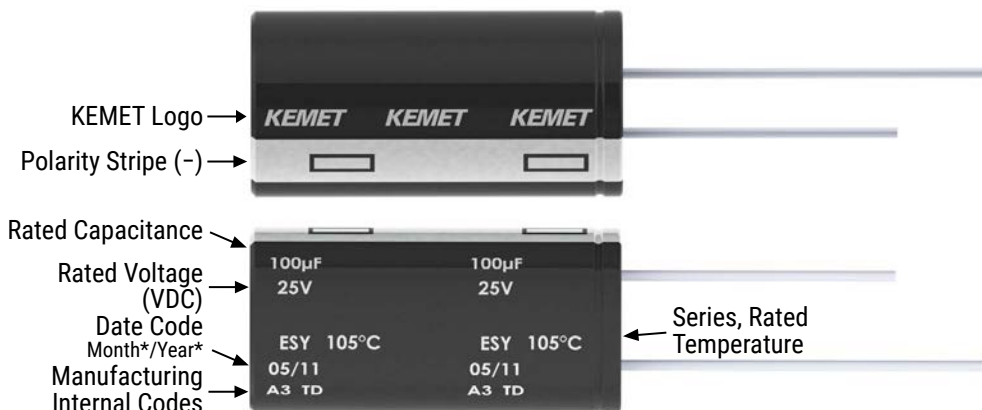 KEMET Logo
KEMET KEMET KEMET
Polarity Stripe (−)
Rated Capacitance
100µF 100µF
Rated Voltage
(VDC)
25V 25V
Date Code
Month*/Year*
ESY 105°C ESY 105°C
Series, Rated
Temperature
05/11 05/11
Manufacturing
Internal Codes
A3 TD A3 TD